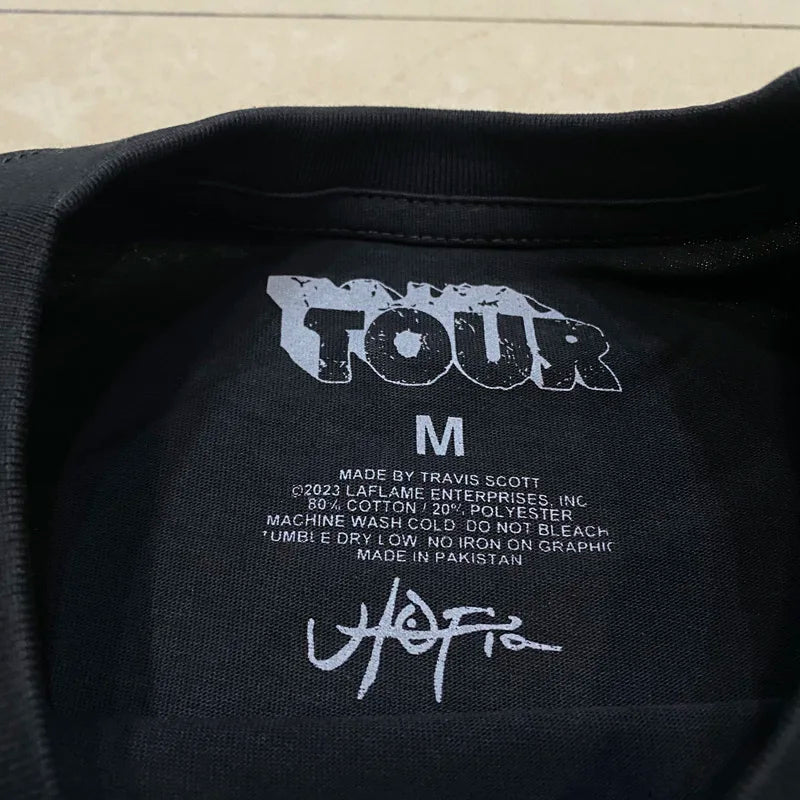 TOUR
M
MADE BY TRAVIS SCOTT
©2023 LAFLAME ENTERPRISES, INC
80% COTTON / 20% POLYESTER
MACHINE WASH COLD DO NOT BLEACH
TUMBLE DRY LOW NO IRON ON GRAPHIC
MADE IN PAKISTAN
UTOPia